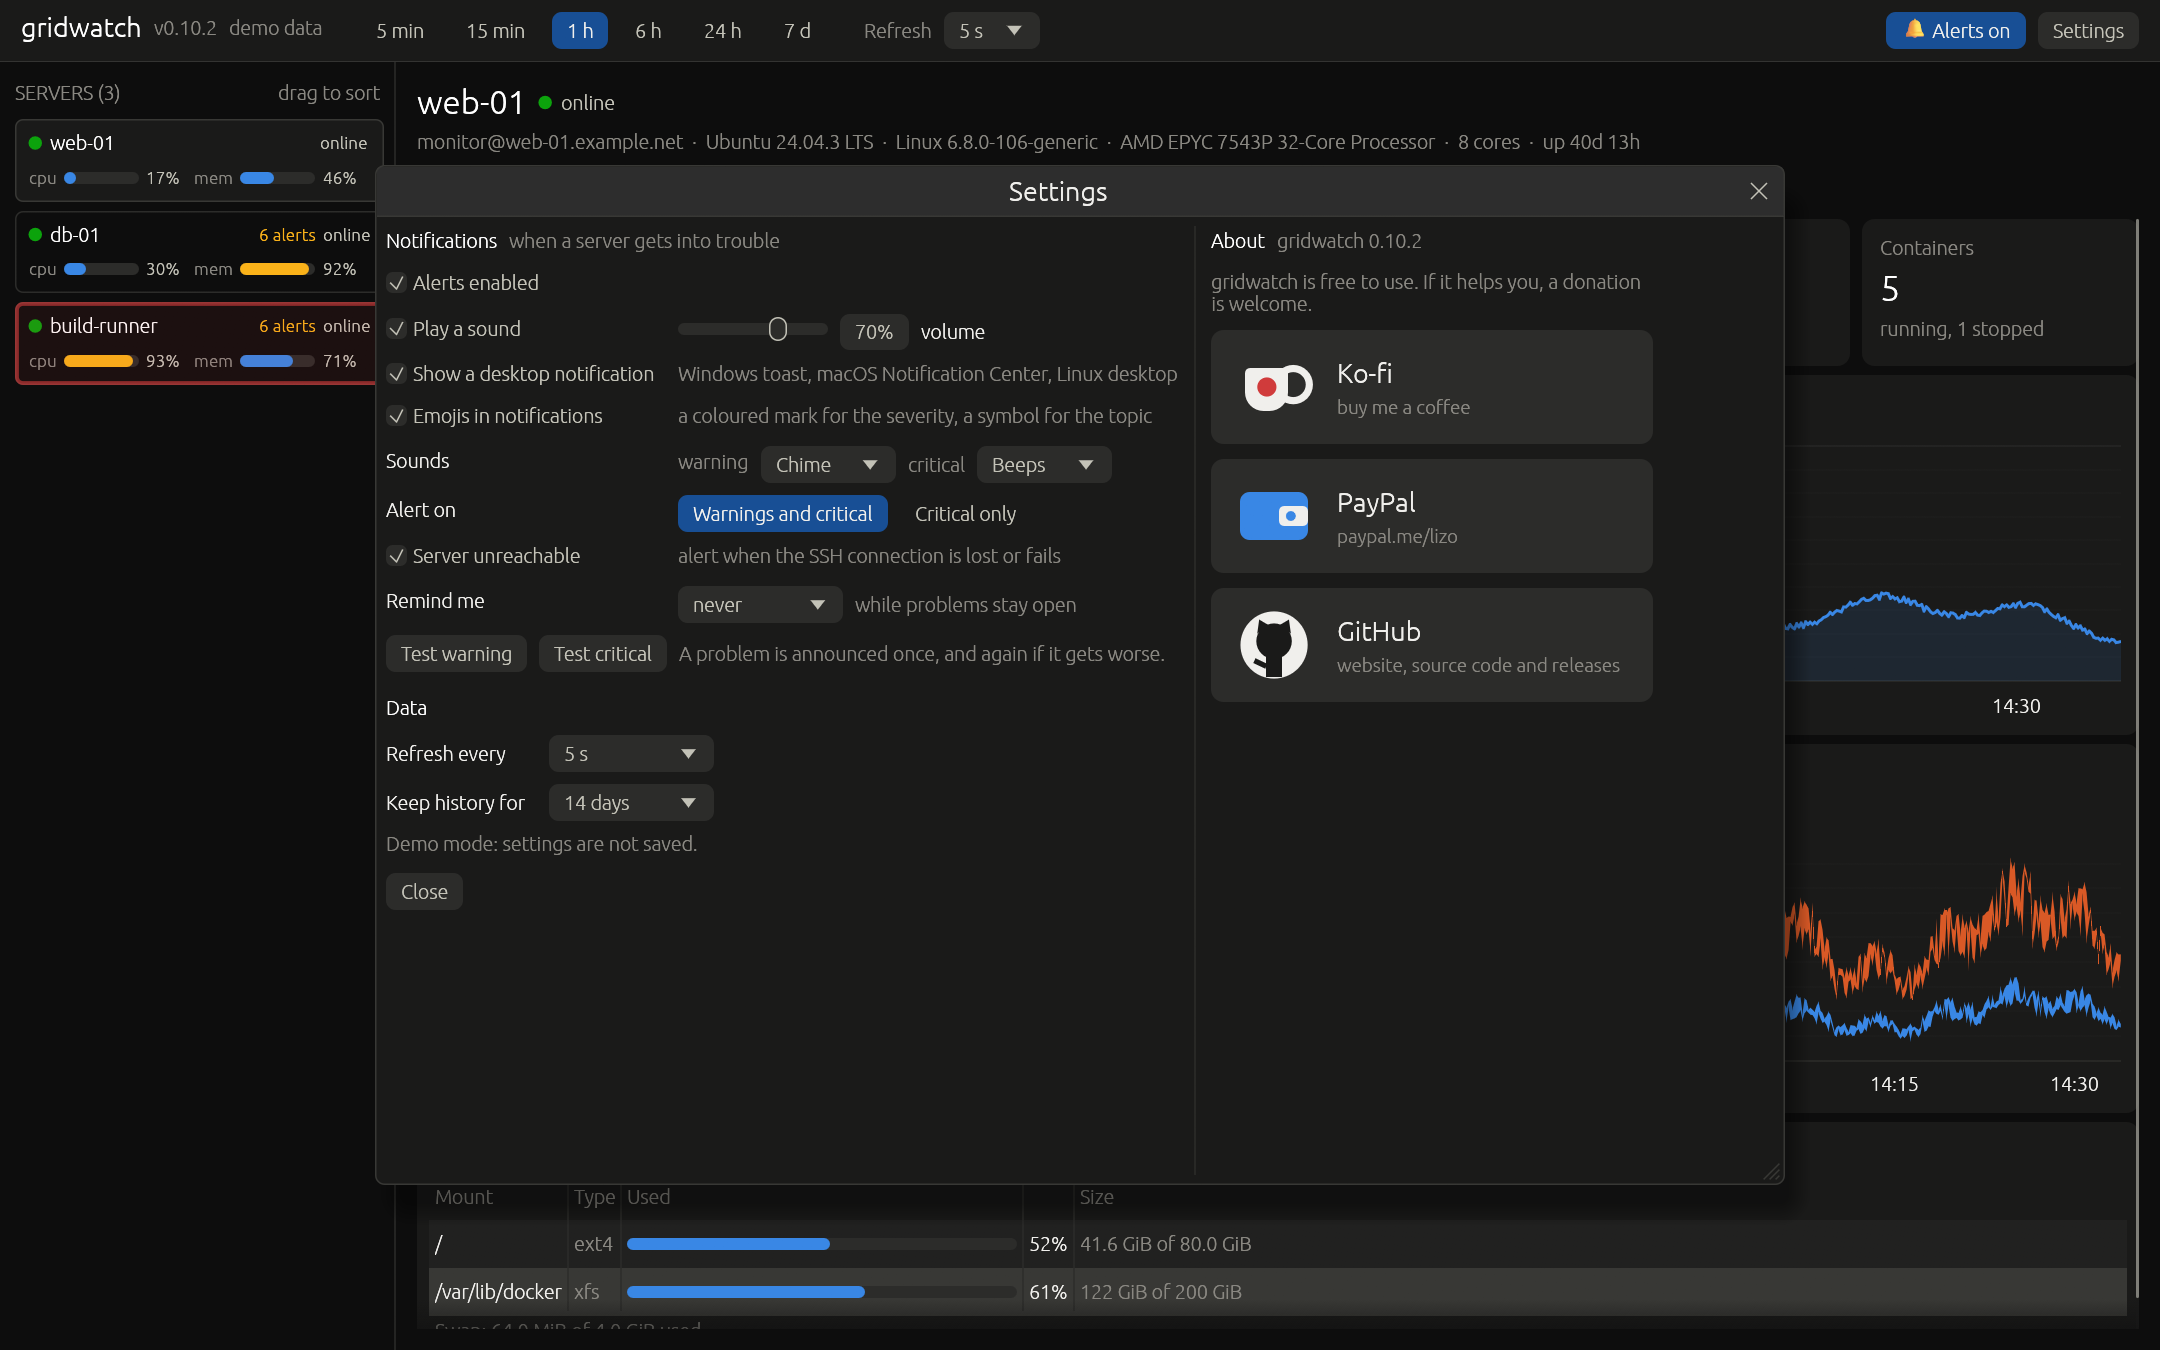 gridwatch v0.10.2 demo data 5 min 15 min 1 h 6 h 24 h 7 d Refresh 5 s Alerts on Settings
SERVERS (3) drag to sort
web-01 online
cpu 17% mem 46%
db-01 6 alerts online
cpu 30% mem 92%
build-runner 6 alerts online
cpu 93% mem 71%
web-01 online
monitor@web-01.example.net · Ubuntu 24.04.3 LTS · Linux 6.8.0-106-generic · AMD EPYC 7543P 32-Core Processor · 8 cores · up 40d 13h
Settings
Notifications when a server gets into trouble
Alerts enabled
Play a sound 70% volume
Show a desktop notification Windows toast, macOS Notification Center, Linux desktop
Emojis in notifications a coloured mark for the severity, a symbol for the topic
Sounds warning Chime critical Beeps
Alert on Warnings and critical Critical only
Server unreachable alert when the SSH connection is lost or fails
Remind me never while problems stay open
Test warning Test critical A problem is announced once, and again if it gets worse.
Data
Refresh every 5 s
Keep history for 14 days
Demo mode: settings are not saved.
Close
About gridwatch 0.10.2
gridwatch is free to use. If it helps you, a donation
is welcome.
Ko-fi
buy me a coffee
PayPal
paypal.me/lizo
GitHub
website, source code and releases
Containers
5
running, 1 stopped
14:30
14:15 14:30
Mount Type Used Size
/ ext4 52% 41.6 GiB of 80.0 GiB
/var/lib/docker xfs 61% 122 GiB of 200 GiB
Swap: 64.0 MiB of 4.0 GiB used